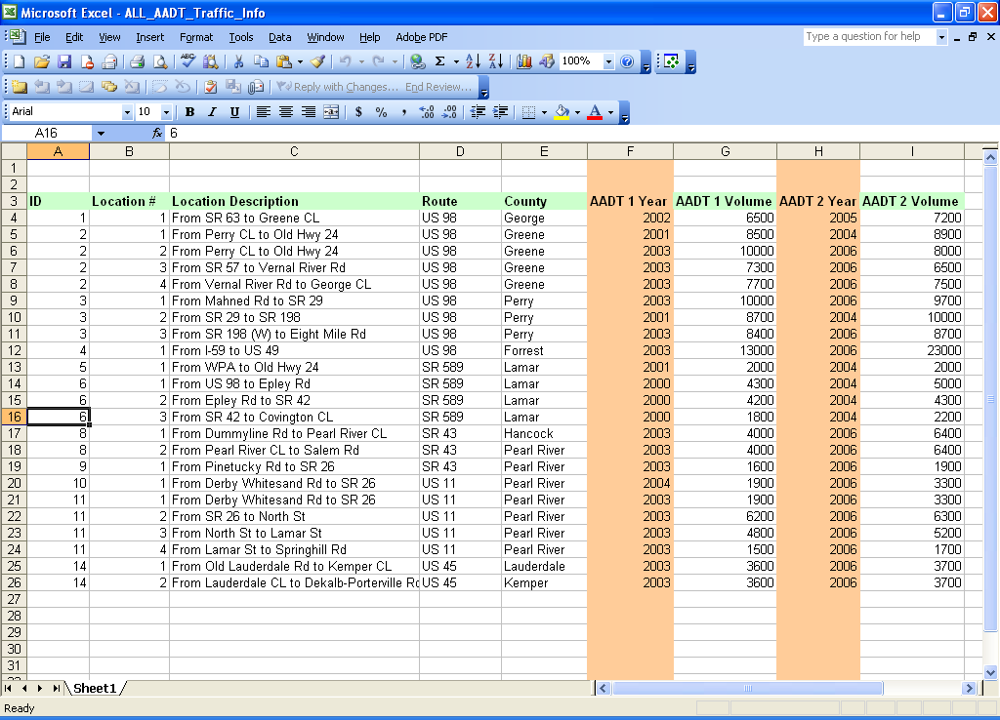 Microsoft Excel - ALL_AADT_Traffic_Info
File Edit View Insert Format Tools Data Window Help Adobe PDF Type a question for help
100%
Reply with Changes... End Review...
Arial 10 B I U $ % ,
A16 fx 6
A B C D E F G H I
1
2
3 ID Location # Location Description Route County AADT 1 Year AADT 1 Volume AADT 2 Year AADT 2 Volume
4 1 1 From SR 63 to Greene CL US 98 George 2002 6500 2005 7200
5 2 1 From Perry CL to Old Hwy 24 US 98 Greene 2001 8500 2004 8900
6 2 2 From Perry CL to Old Hwy 24 US 98 Greene 2003 10000 2006 8000
7 2 3 From SR 57 to Vernal River Rd US 98 Greene 2003 7300 2006 6500
8 2 4 From Vernal River Rd to George CL US 98 Greene 2003 7700 2006 7500
9 3 1 From Mahned Rd to SR 29 US 98 Perry 2003 10000 2006 9700
10 3 2 From SR 29 to SR 198 US 98 Perry 2001 8700 2004 10000
11 3 3 From SR 198 (W) to Eight Mile Rd US 98 Perry 2003 8400 2006 8700
12 4 1 From I-59 to US 49 US 98 Forrest 2003 13000 2006 23000
13 5 1 From WPA to Old Hwy 24 SR 589 Lamar 2001 2000 2004 2000
14 6 1 From US 98 to Epley Rd SR 589 Lamar 2000 4300 2004 5000
15 6 2 From Epley Rd to SR 42 SR 589 Lamar 2000 4200 2004 4300
16 6 3 From SR 42 to Covington CL SR 589 Lamar 2000 1800 2004 2200
17 8 1 From Dummyline Rd to Pearl River CL SR 43 Hancock 2003 4000 2006 6400
18 8 2 From Pearl River CL to Salem Rd SR 43 Pearl River 2003 4000 2006 6400
19 9 1 From Pinetucky Rd to SR 26 SR 43 Pearl River 2003 1600 2006 1900
20 10 1 From Derby Whitesand Rd to SR 26 US 11 Pearl River 2004 1900 2006 3300
21 11 1 From Derby Whitesand Rd to SR 26 US 11 Pearl River 2003 1900 2006 3300
22 11 2 From SR 26 to North St US 11 Pearl River 2003 6200 2006 6300
23 11 3 From North St to Lamar St US 11 Pearl River 2003 4800 2006 5200
24 11 4 From Lamar St to Springhill Rd US 11 Pearl River 2003 1500 2006 1700
25 14 1 From Old Lauderdale Rd to Kemper CL US 45 Lauderdale 2003 3600 2006 3700
26 14 2 From Lauderdale CL to Dekalb-Porterville Rd US 45 Kemper 2003 3600 2006 3700
27
28
29
30
31
Sheet1
Ready